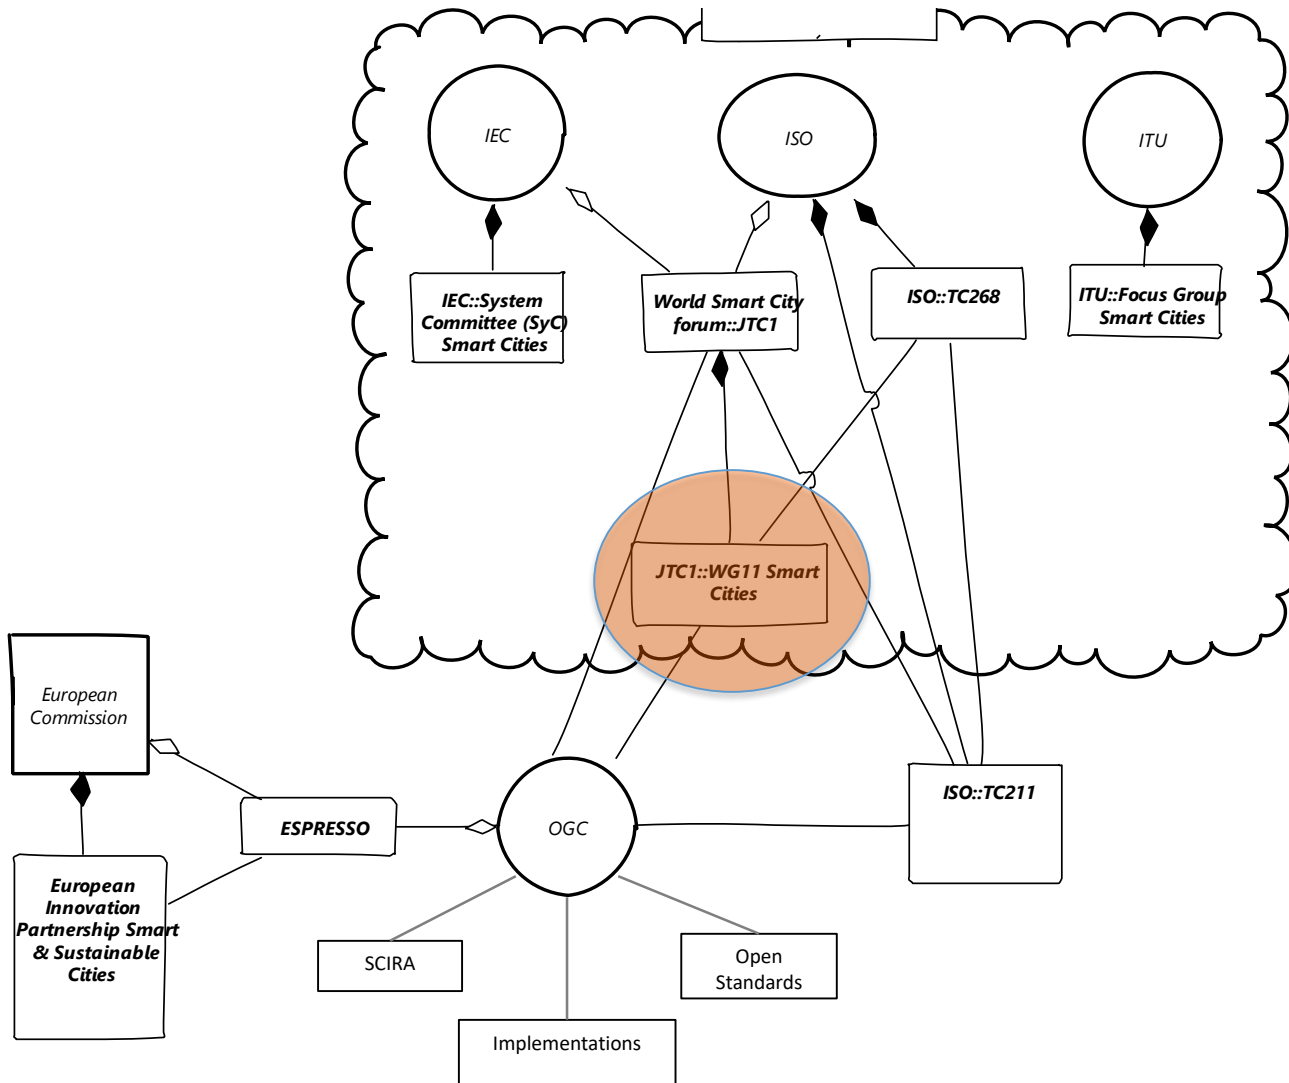 IEC
ISO
ITU
IEC::System
Committee (SyC)
Smart Cities
World Smart City
forum::JTC1
ISO::TC268
ITU::Focus Group
Smart Cities
JTC1::WG11 Smart
Cities
European
Commission
ESPRESSO
OGC
ISO::TC211
European
Innovation
Partnership Smart
& Sustainable
Cities
SCIRA
Open
Standards
Implementations